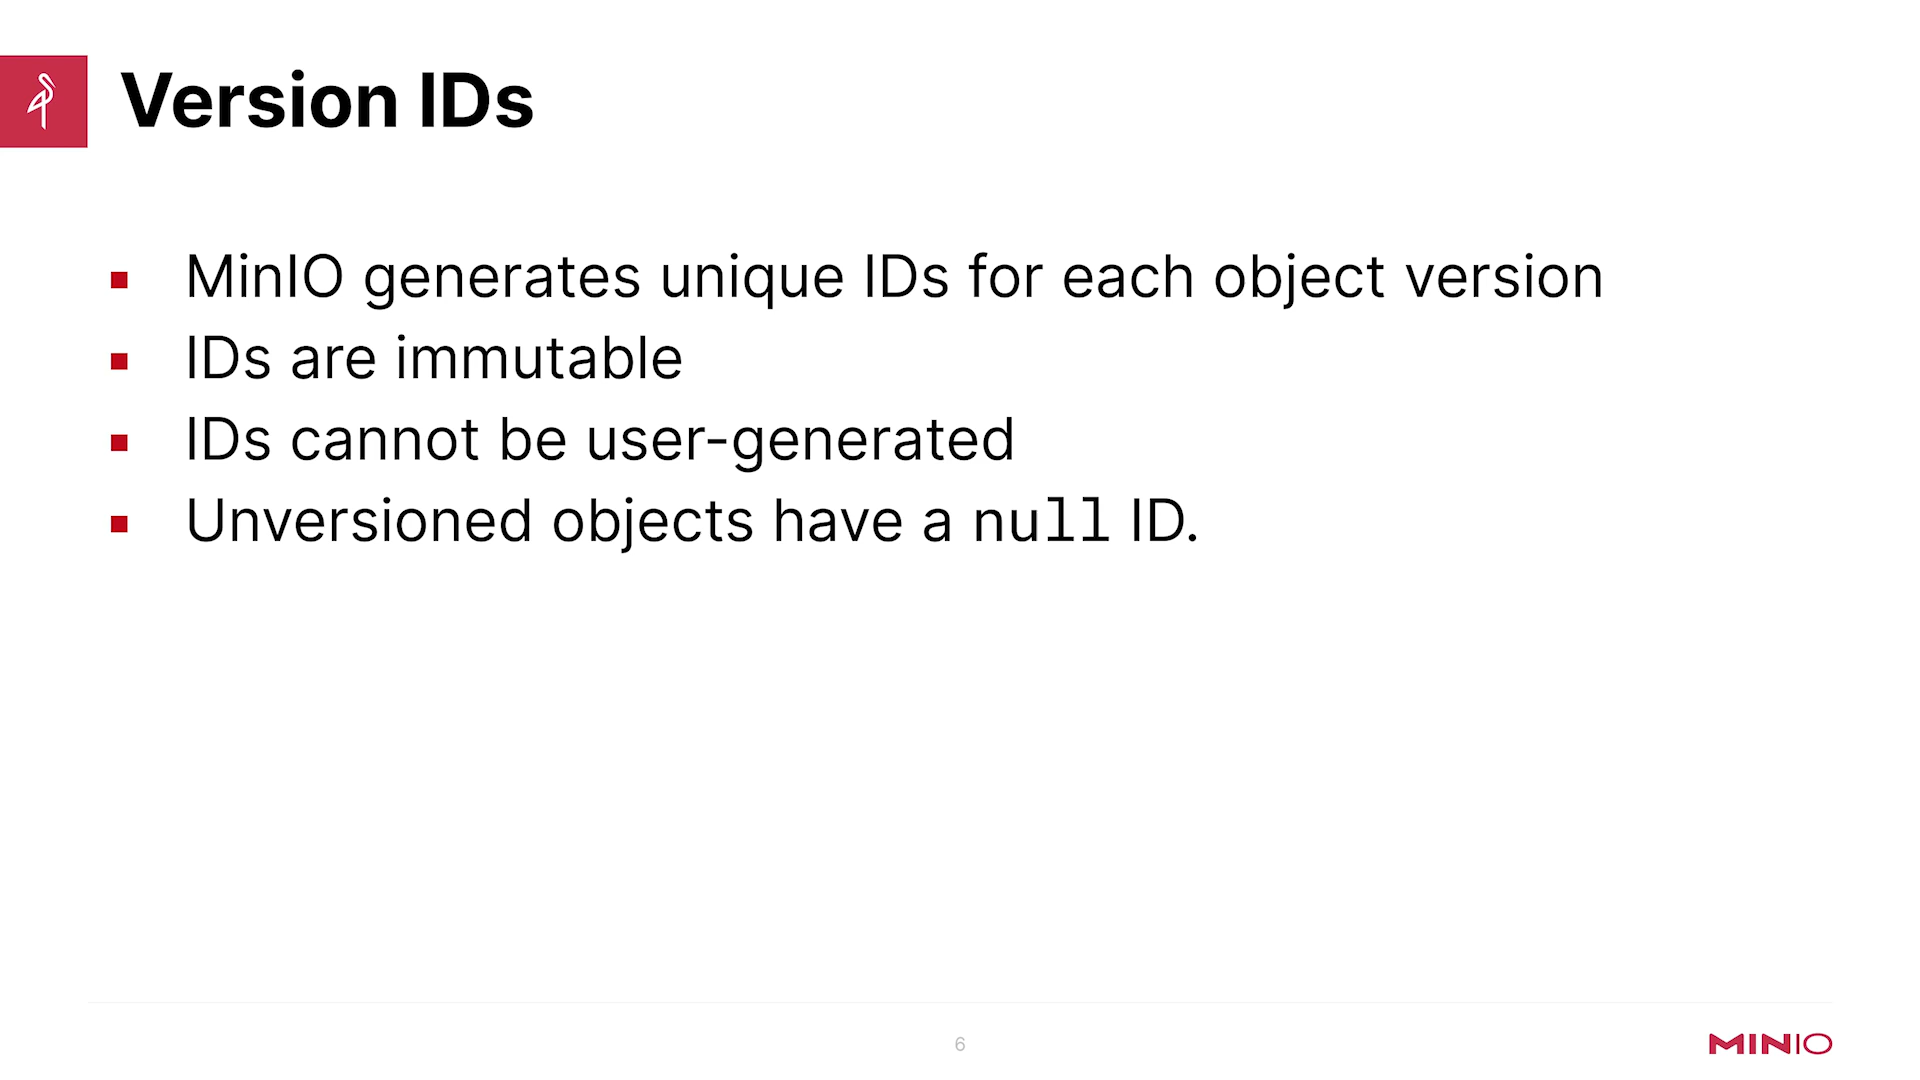 Version IDs
MinIO generates unique IDs for each object version
IDs are immutable
IDs cannot be user-generated
Unversioned objects have a null ID.
6
MINIO